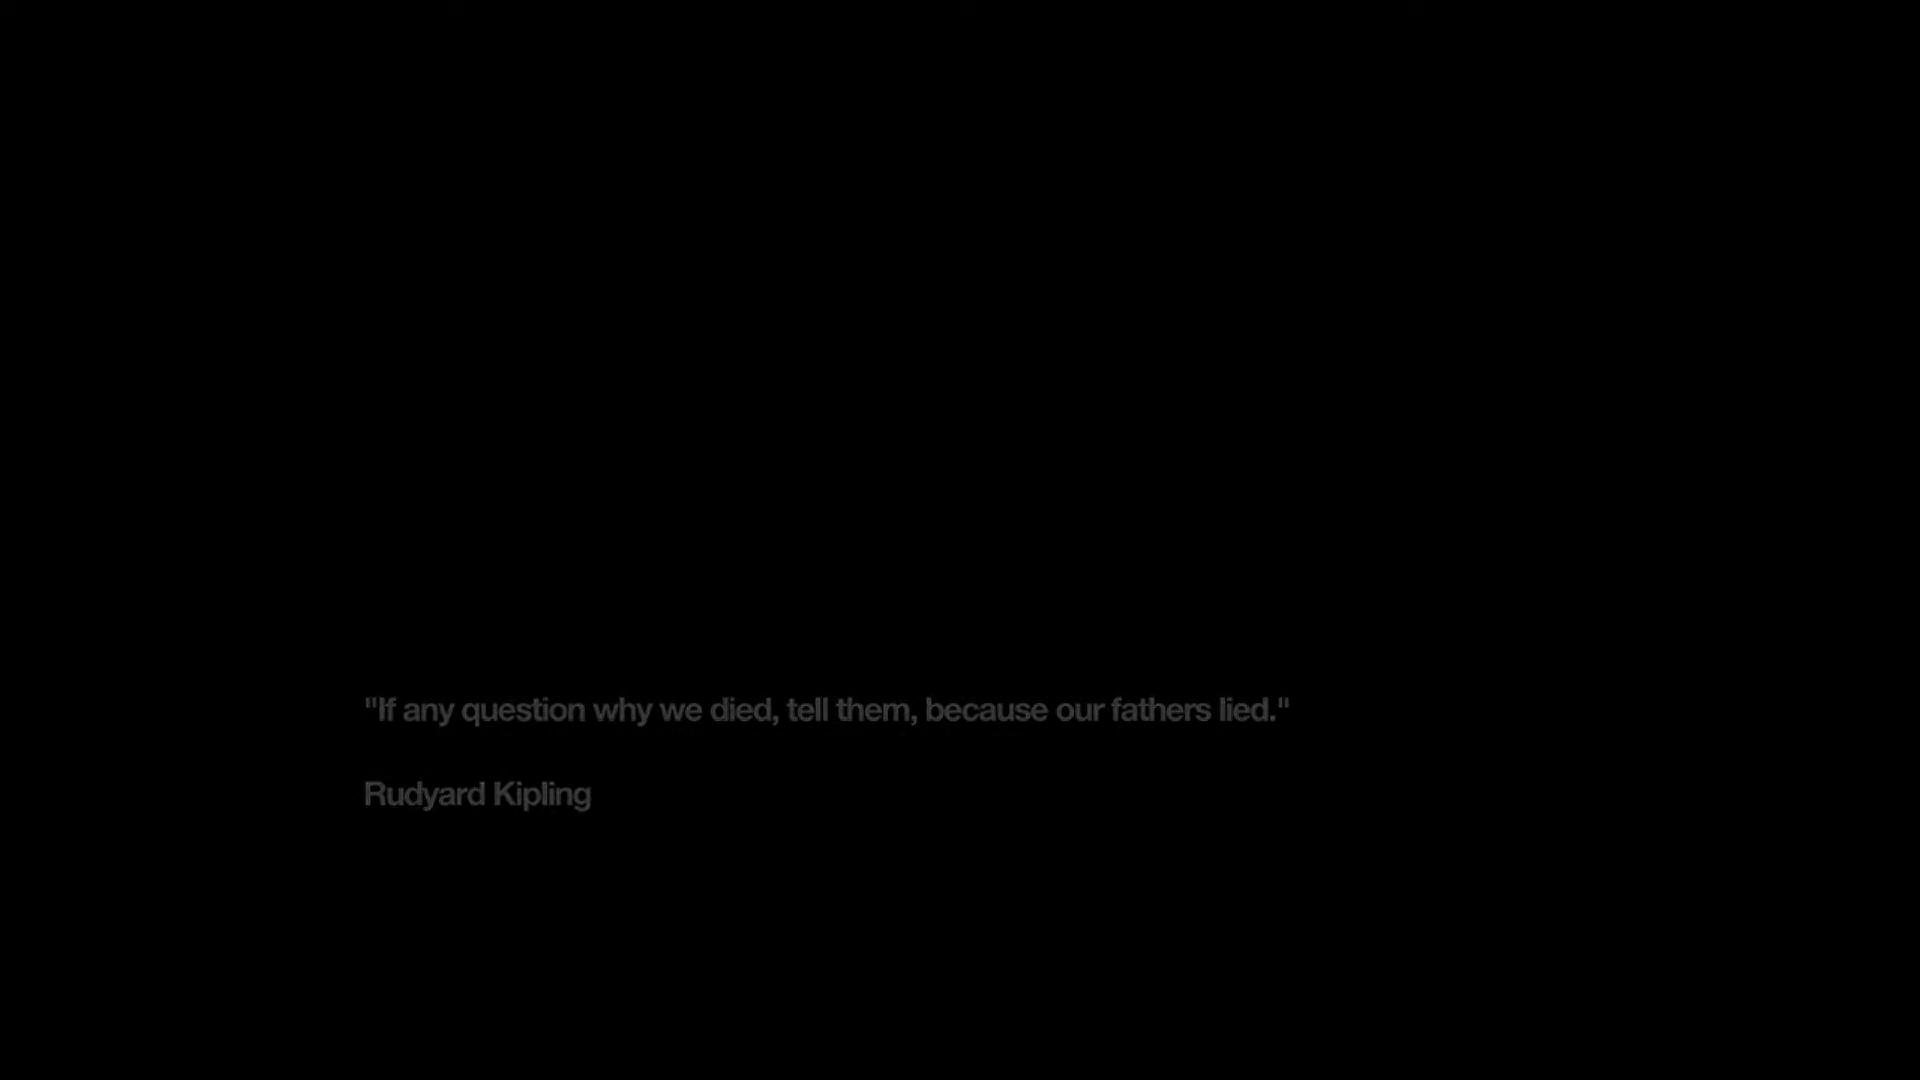 "If any question why we died, tell them, because our fathers lied."
Rudyard Kipling